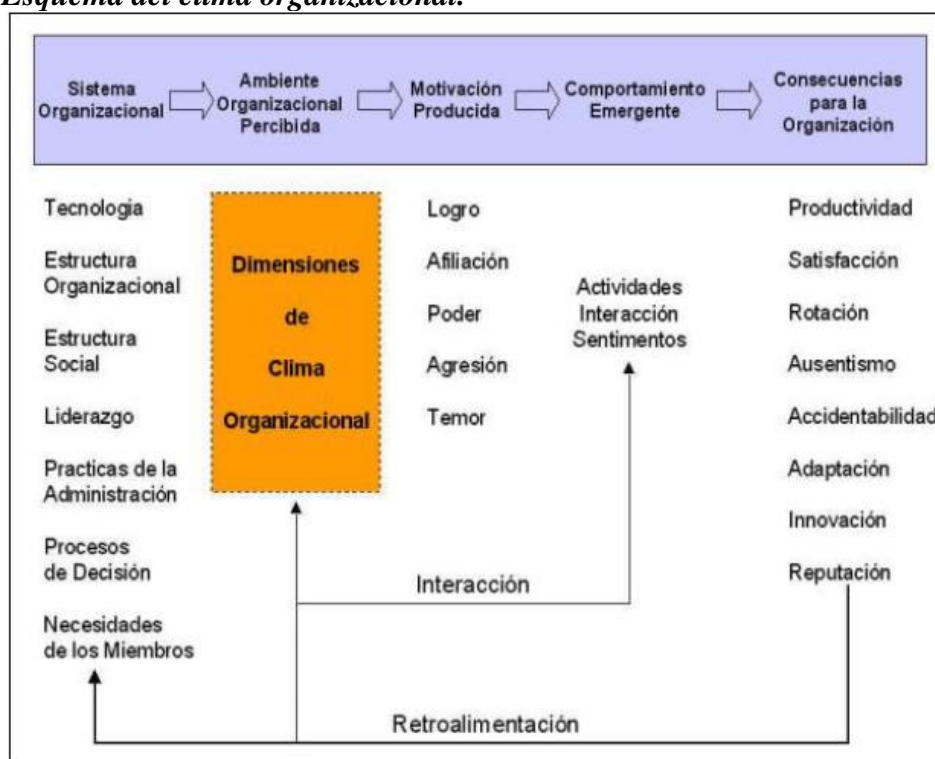 Esquema del clima organizacional.
Sistema
Organizacional
Ambiente
Organizacional
Percibida
Motivación
Producida
Comportamiento
Emergente
Consecuencias
para la
Organización
Tecnologia
Estructura
Organizacional
Estructura
Social
Liderazgo
Practicas de la
Administración
Procesos
de Decisión
Necesidades
de los Miembros
Dimensiones
de
Clima
Organizacional
Logro
Afiliación
Poder
Agresión
Temor
Actividades
Interacción
Sentimentos
Productividad
Satisfacción
Rotación
Ausentismo
Accidentabilidad
Adaptación
Innovación
Reputación
Interacción
Retroalimentación